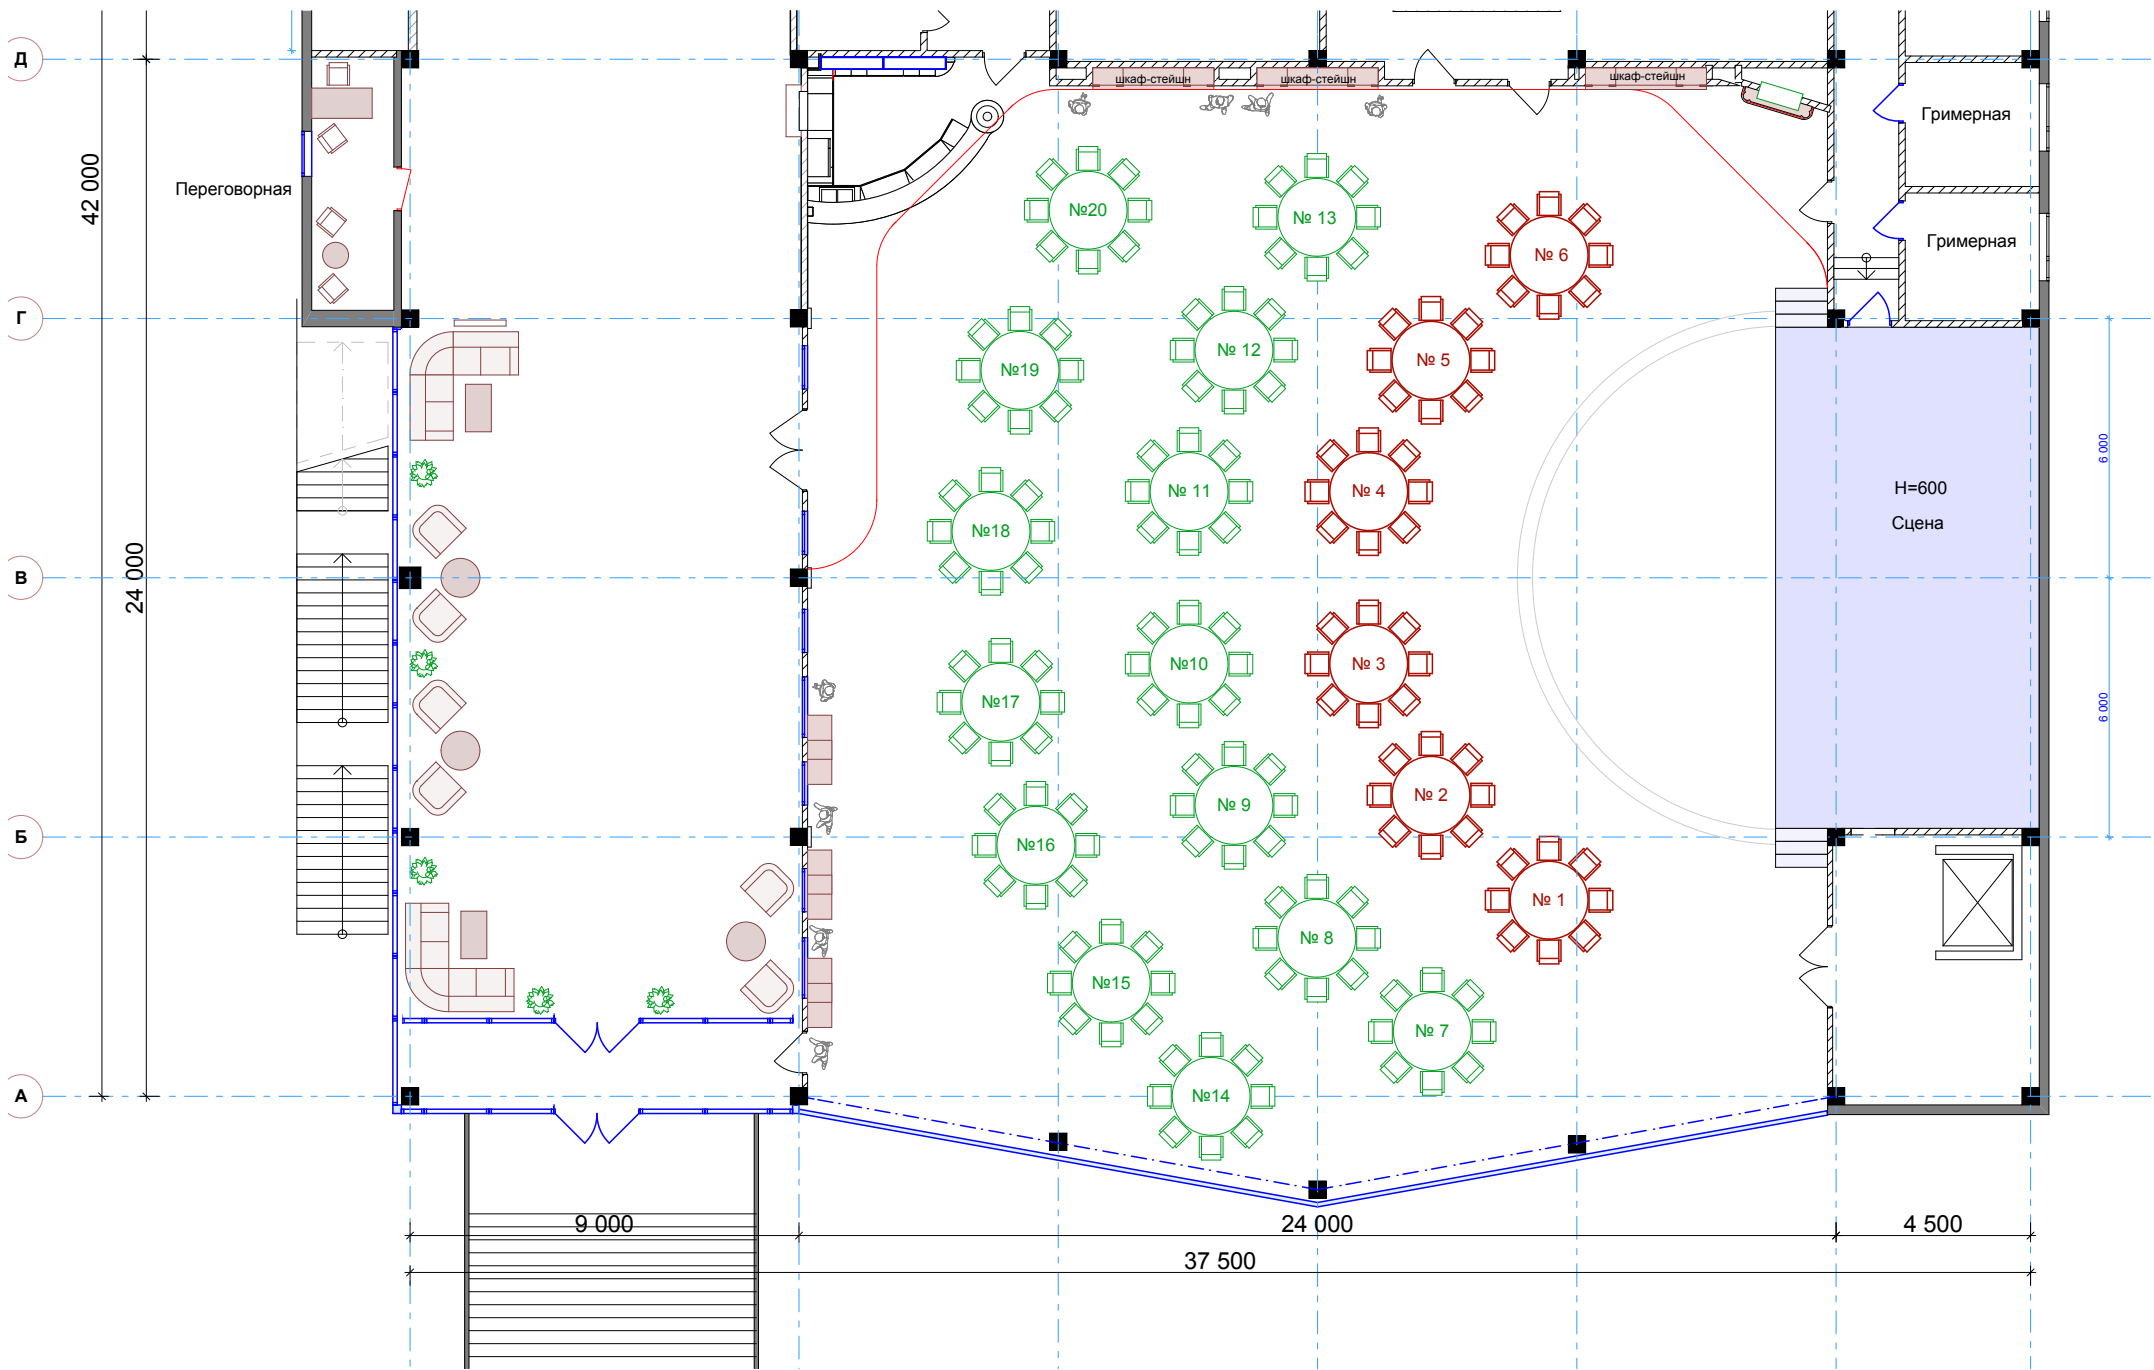 Д
шкаф-стейшн
шкаф-стейшн
шкаф-стейшн
Гримерная
42 000
Переговорная
№20
№ 13
№ 6
Гримерная
Г
№19
№ 12
№ 5
6 000
№ 11
№ 4
H=600
Сцена
№18
В
24 000
№10
№ 3
№17
6 000
№ 9
№ 2
Б
№16
№ 1
№ 8
№15
№ 7
А
№14
9 000
24 000
4 500
37 500